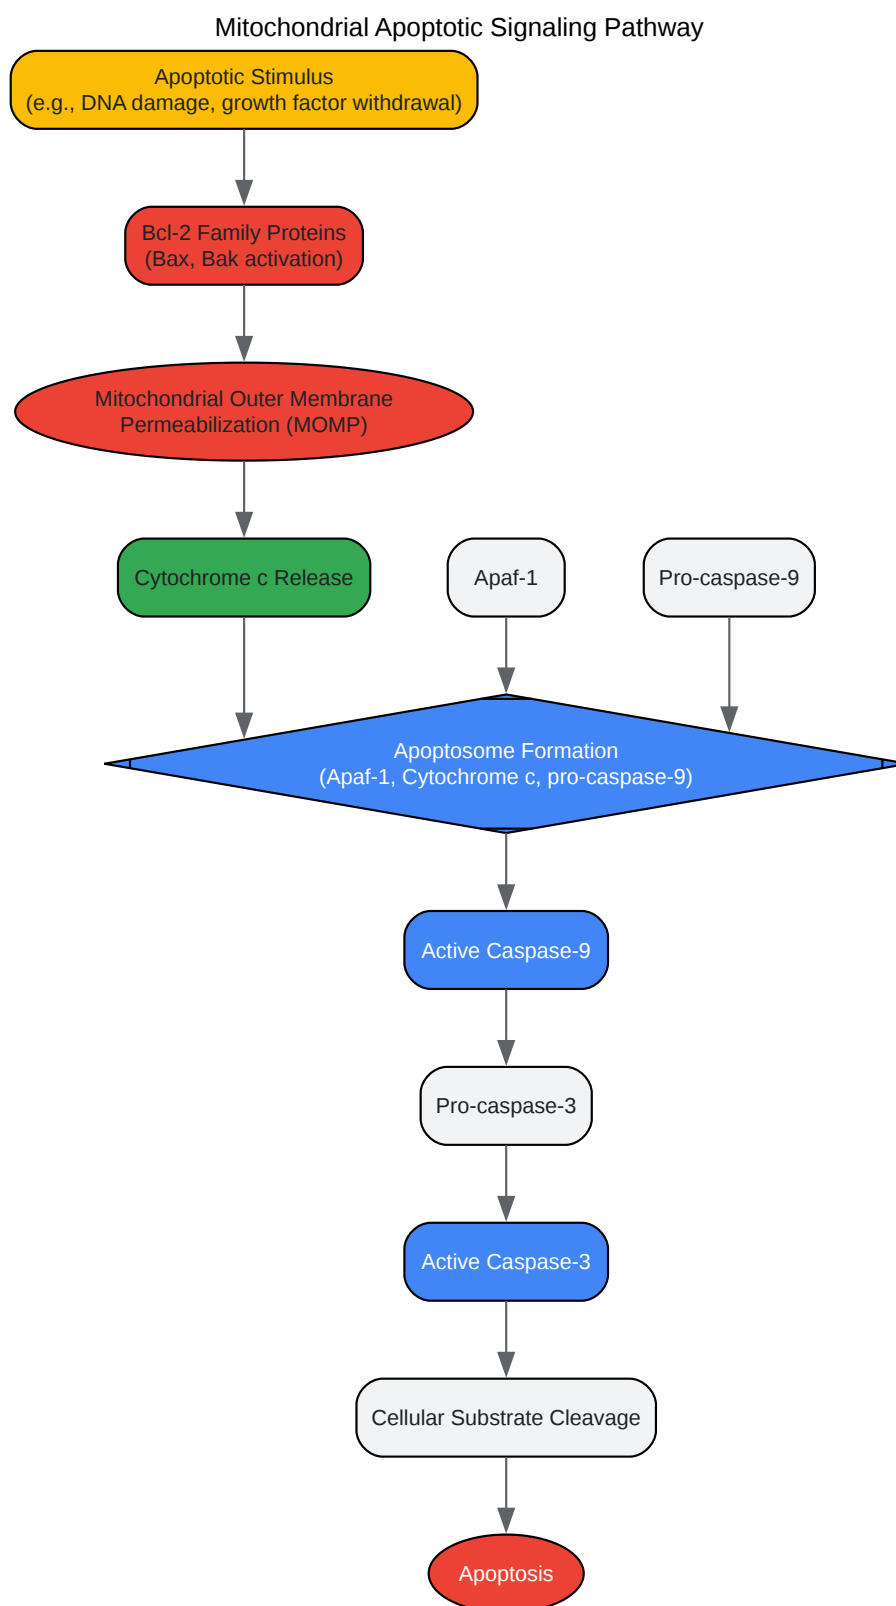 Mitochondrial Apoptotic Signaling Pathway
Apoptotic Stimulus
(e.g., DNA damage, growth factor withdrawal)
Bcl-2 Family Proteins
(Bax, Bak activation)
Mitochondrial Outer Membrane
Permeabilization (MOMP)
Cytochrome c Release
Apaf-1
Pro-caspase-9
Apoptosome Formation
(Apaf-1, Cytochrome c, pro-caspase-9)
Active Caspase-9
Pro-caspase-3
Active Caspase-3
Cellular Substrate Cleavage
Apoptosis